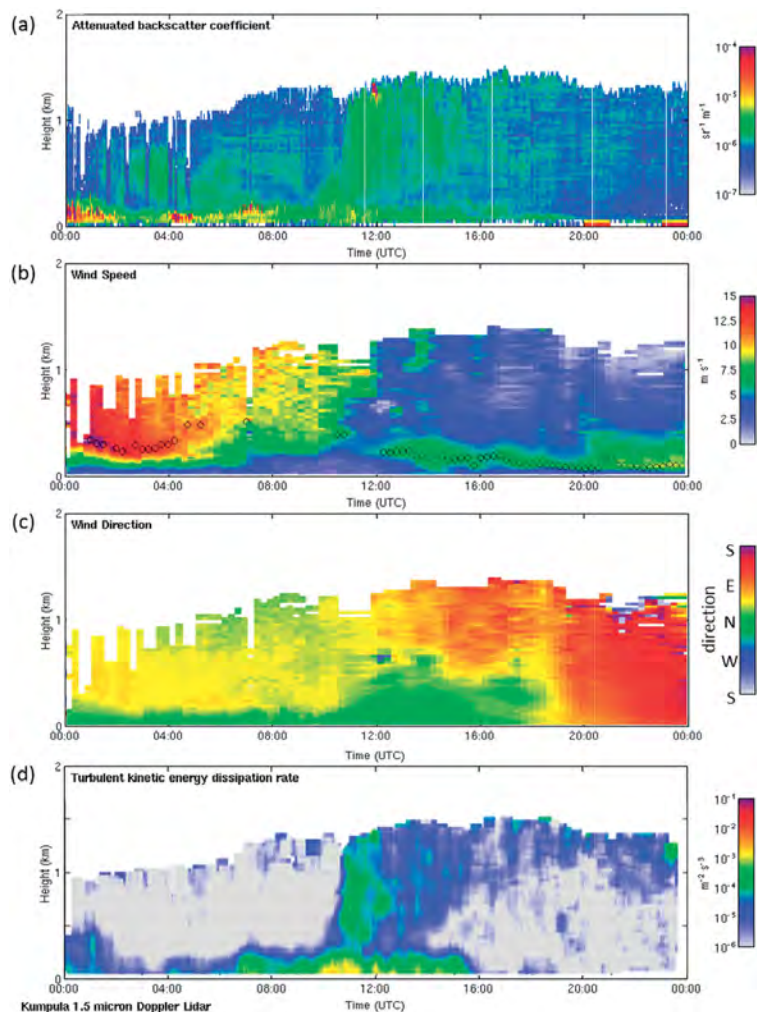 (a)
Attenuated backscatter coefficient
2
1
0
Height (km)
00:00 04:00 08:00 12:00 16:00 20:00 00:00
Time (UTC)
10⁻⁴
10⁻⁵
10⁻⁶
10⁻⁷
sr⁻¹ m⁻¹
(b)
Wind Speed
2
1
0
Height (km)
00:00 04:00 08:00 12:00 16:00 20:00 00:00
Time (UTC)
15
12.5
10
7.5
5
2.5
0
m s⁻¹
(c)
Wind Direction
2
1
0
Height (km)
00:00 04:00 08:00 12:00 16:00 20:00 00:00
Time (UTC)
S
E
N
W
S
direction
(d)
Turbulent kinetic energy dissipation rate
2
1
0
Height (km)
00:00 04:00 08:00 12:00 16:00 20:00 00:00
Time (UTC)
10⁻¹
10⁻²
10⁻³
10⁻⁴
10⁻⁵
10⁻⁶
m⁻² s⁻³
Kumpula 1.5 micron Doppler Lidar